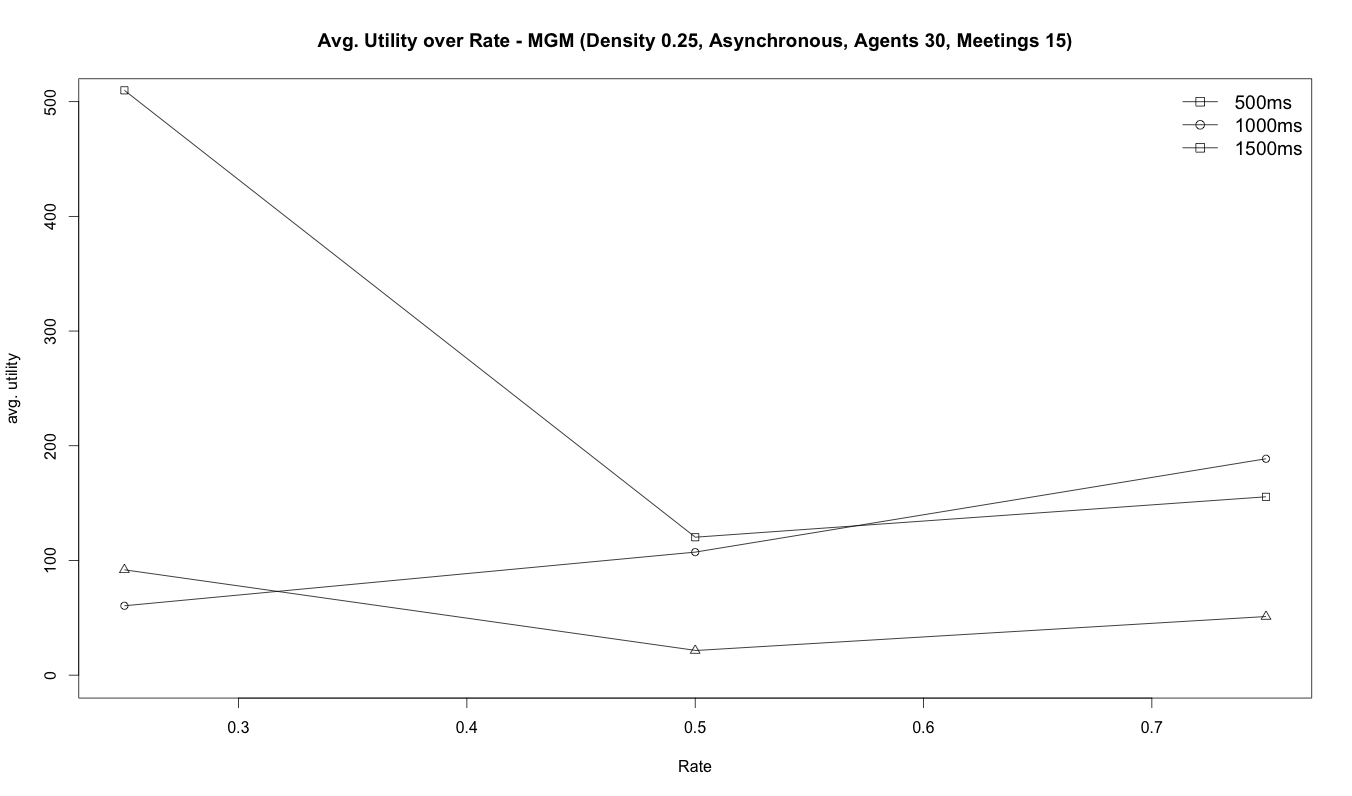 Avg. Utility over Rate - MGM (Density 0.25, Asynchronous, Agents 30, Meetings 15)
500ms
1000ms
1500ms
500
400
300
200
100
0
avg. utility
0.3 0.4 0.5 0.6 0.7
Rate